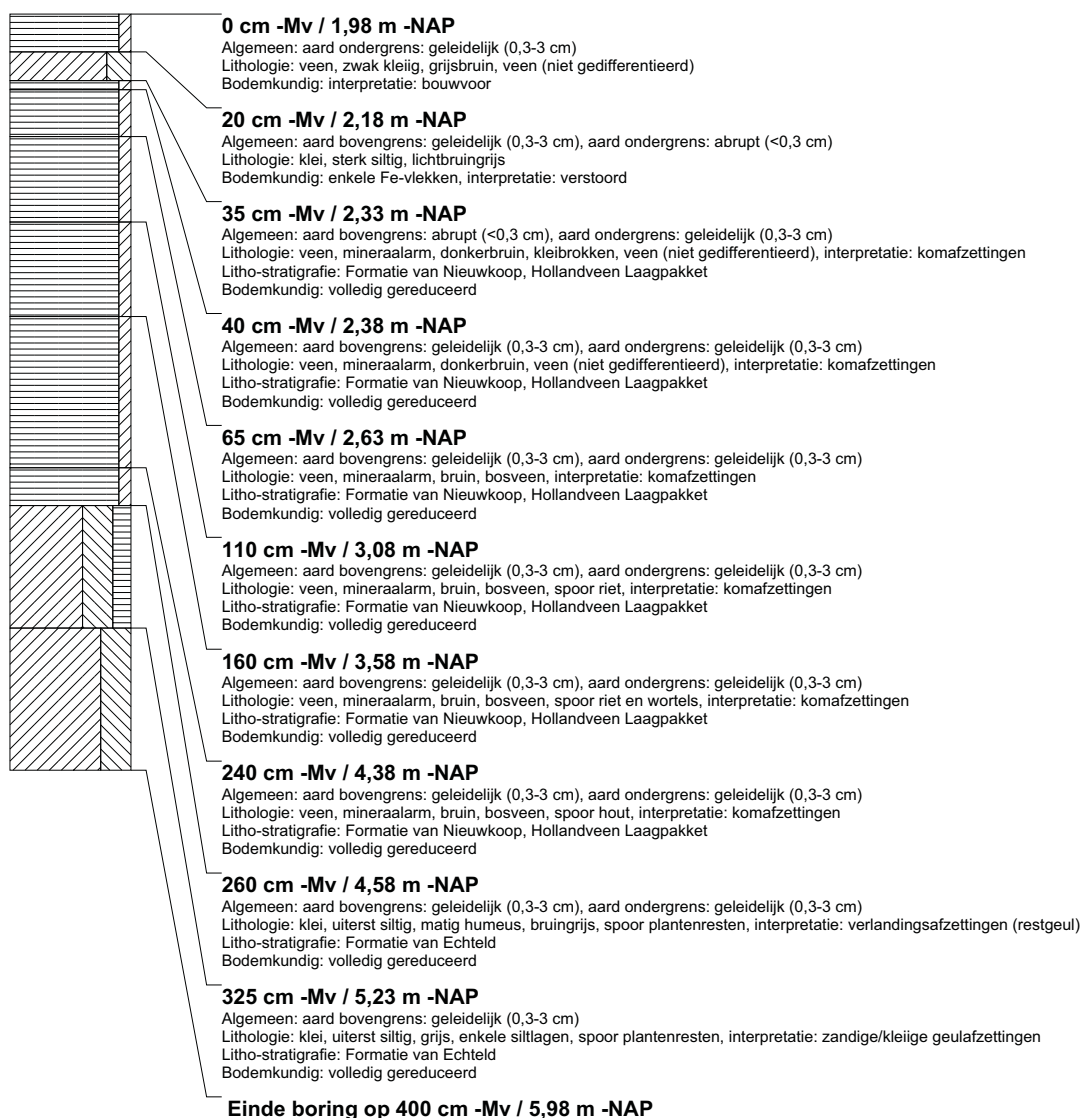 0 cm -Mv / 1,98 m -NAP
Algemeen: aard ondergrens: geleidelijk (0,3-3 cm)
Lithologie: veen, zwak kleiig, grijsbruin, veen (niet gedifferentieerd)
Bodemkundig: interpretatie: bouwvoor
20 cm -Mv / 2,18 m -NAP
Algemeen: aard bovengrens: geleidelijk (0,3-3 cm), aard ondergrens: abrupt (<0,3 cm)
Lithologie: klei, sterk siltig, lichtbruingrijs
Bodemkundig: enkele Fe-vlekken, interpretatie: verstoord
35 cm -Mv / 2,33 m -NAP
Algemeen: aard bovengrens: abrupt (<0,3 cm), aard ondergrens: geleidelijk (0,3-3 cm)
Lithologie: veen, mineraalarm, donkerbruin, kleibrokken, veen (niet gedifferentieerd), interpretatie: komafzettingen
Litho-stratigrafie: Formatie van Nieuwkoop, Hollandveen Laagpakket
Bodemkundig: volledig gereduceerd
40 cm -Mv / 2,38 m -NAP
Algemeen: aard bovengrens: geleidelijk (0,3-3 cm), aard ondergrens: geleidelijk (0,3-3 cm)
Lithologie: veen, mineraalarm, donkerbruin, veen (niet gedifferentieerd), interpretatie: komafzettingen
Litho-stratigrafie: Formatie van Nieuwkoop, Hollandveen Laagpakket
Bodemkundig: volledig gereduceerd
65 cm -Mv / 2,63 m -NAP
Algemeen: aard bovengrens: geleidelijk (0,3-3 cm), aard ondergrens: geleidelijk (0,3-3 cm)
Lithologie: veen, mineraalarm, bruin, bosveen, interpretatie: komafzettingen
Litho-stratigrafie: Formatie van Nieuwkoop, Hollandveen Laagpakket
Bodemkundig: volledig gereduceerd
110 cm -Mv / 3,08 m -NAP
Algemeen: aard bovengrens: geleidelijk (0,3-3 cm), aard ondergrens: geleidelijk (0,3-3 cm)
Lithologie: veen, mineraalarm, bruin, bosveen, spoor riet, interpretatie: komafzettingen
Litho-stratigrafie: Formatie van Nieuwkoop, Hollandveen Laagpakket
Bodemkundig: volledig gereduceerd
160 cm -Mv / 3,58 m -NAP
Algemeen: aard bovengrens: geleidelijk (0,3-3 cm), aard ondergrens: geleidelijk (0,3-3 cm)
Lithologie: veen, mineraalarm, bruin, bosveen, spoor riet en wortels, interpretatie: komafzettingen
Litho-stratigrafie: Formatie van Nieuwkoop, Hollandveen Laagpakket
Bodemkundig: volledig gereduceerd
240 cm -Mv / 4,38 m -NAP
Algemeen: aard bovengrens: geleidelijk (0,3-3 cm), aard ondergrens: geleidelijk (0,3-3 cm)
Lithologie: veen, mineraalarm, bruin, bosveen, spoor hout, interpretatie: komafzettingen
Litho-stratigrafie: Formatie van Nieuwkoop, Hollandveen Laagpakket
Bodemkundig: volledig gereduceerd
260 cm -Mv / 4,58 m -NAP
Algemeen: aard bovengrens: geleidelijk (0,3-3 cm), aard ondergrens: geleidelijk (0,3-3 cm)
Lithologie: klei, uiterst siltig, matig humeus, bruingrijs, spoor plantenresten, interpretatie: verlandingsafzettingen (restgeul)
Litho-stratigrafie: Formatie van Echteld
Bodemkundig: volledig gereduceerd
325 cm -Mv / 5,23 m -NAP
Algemeen: aard bovengrens: geleidelijk (0,3-3 cm)
Lithologie: klei, uiterst siltig, grijs, enkele siltlagen, spoor plantenresten, interpretatie: zandige/kleiige geulafzettingen
Litho-stratigrafie: Formatie van Echteld
Bodemkundig: volledig gereduceerd
Einde boring op 400 cm -Mv / 5,98 m -NAP